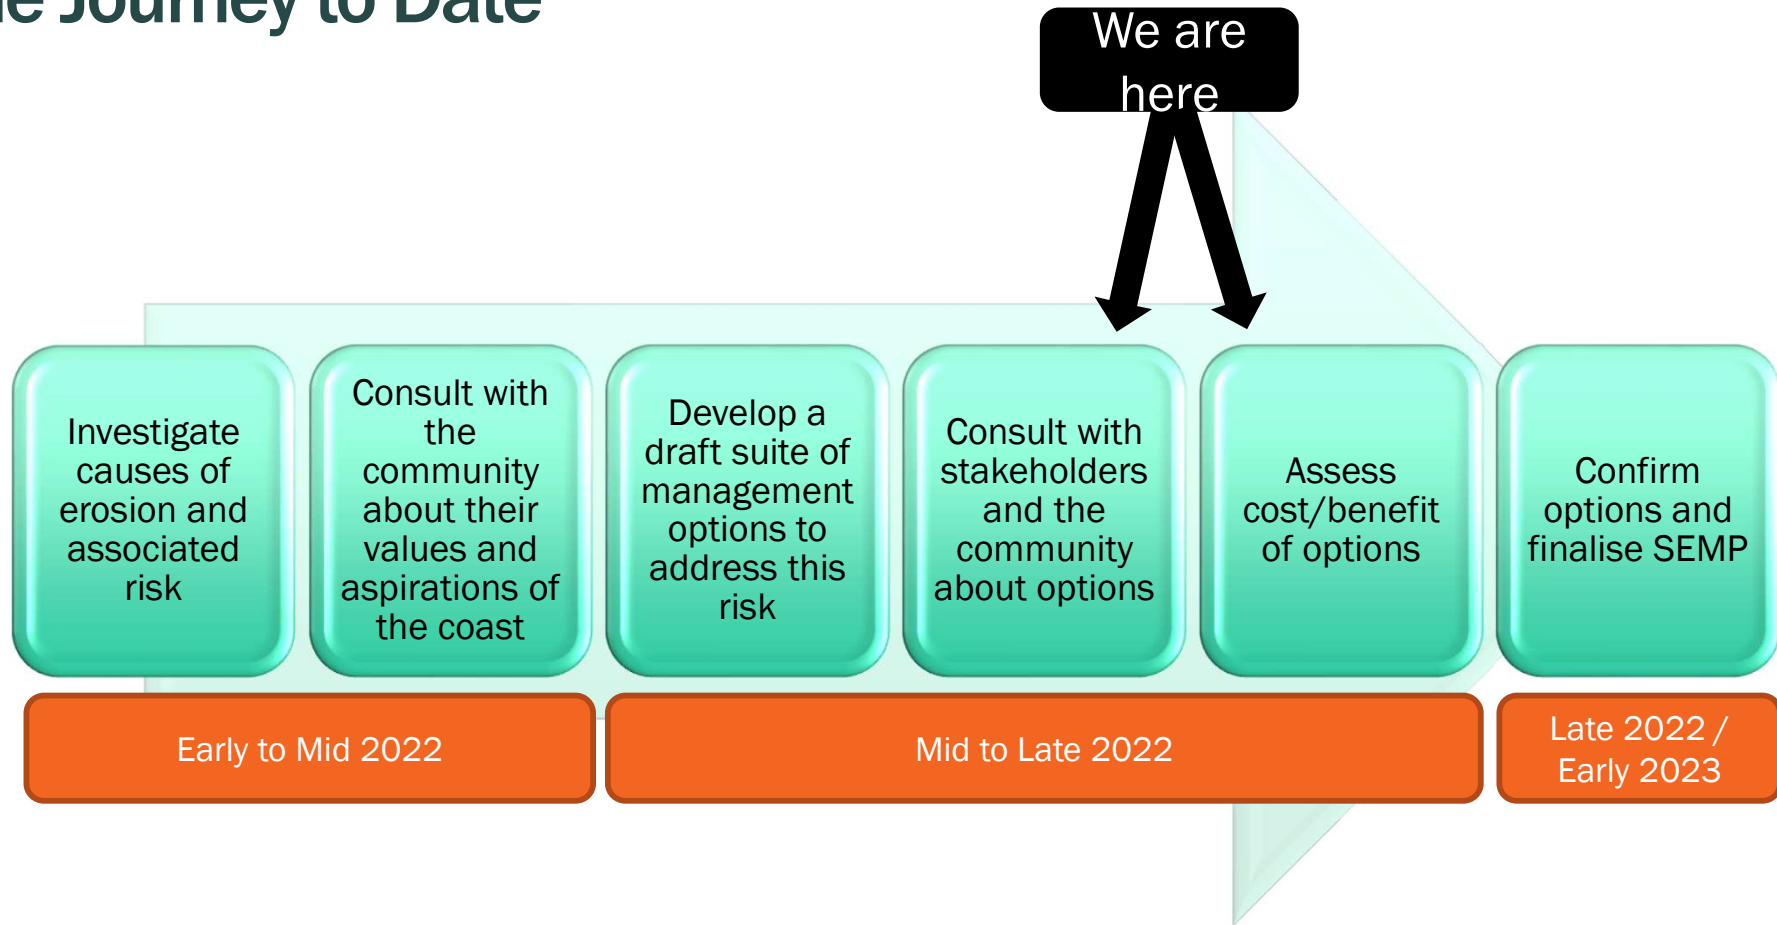 Journey to Date
We are
here
Investigate
causes of
erosion and
associated
risk
Consult with
the
community
about their
values and
aspirations of
the coast
Develop a
draft suite of
management
options to
address this
risk
Consult with
stakeholders
and the
community
about options
Assess
cost/benefit
of options
Confirm
options and
finalise SEMP
Early to Mid 2022
Mid to Late 2022
Late 2022 /
Early 2023